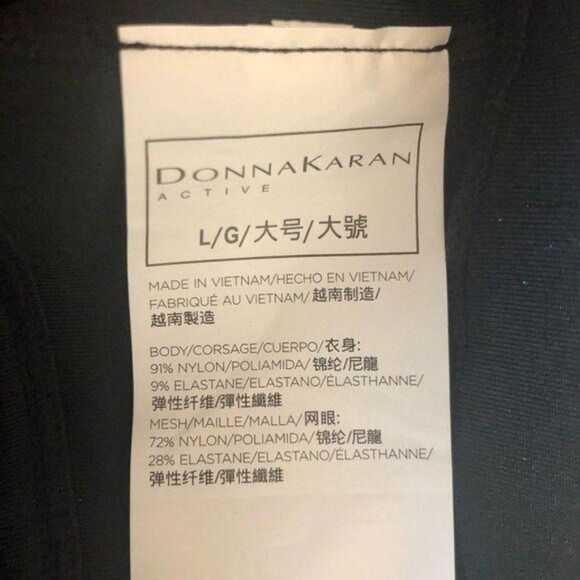 DONNAKARAN
ACTIVE
L/G/大号/大號
MADE IN VIETNAM/HECHO EN VIETNAM/
FABRIQUÉ AU VIETNAM/越南制造/
越南製造
BODY/CORSAGE/CUERPO/衣身:
91% NYLON/POLIAMIDA/锦纶/尼龍
9% ELASTANE/ELASTANO/ÉLASTHANNE/
弹性纤维/彈性纖維
MESH/MAILLE/MALLA/网眼:
72% NYLON/POLIAMIDA/锦纶/尼龍
28% ELASTANE/ELASTANO/ÉLASTHANNE/
弹性纤维/彈性纖維